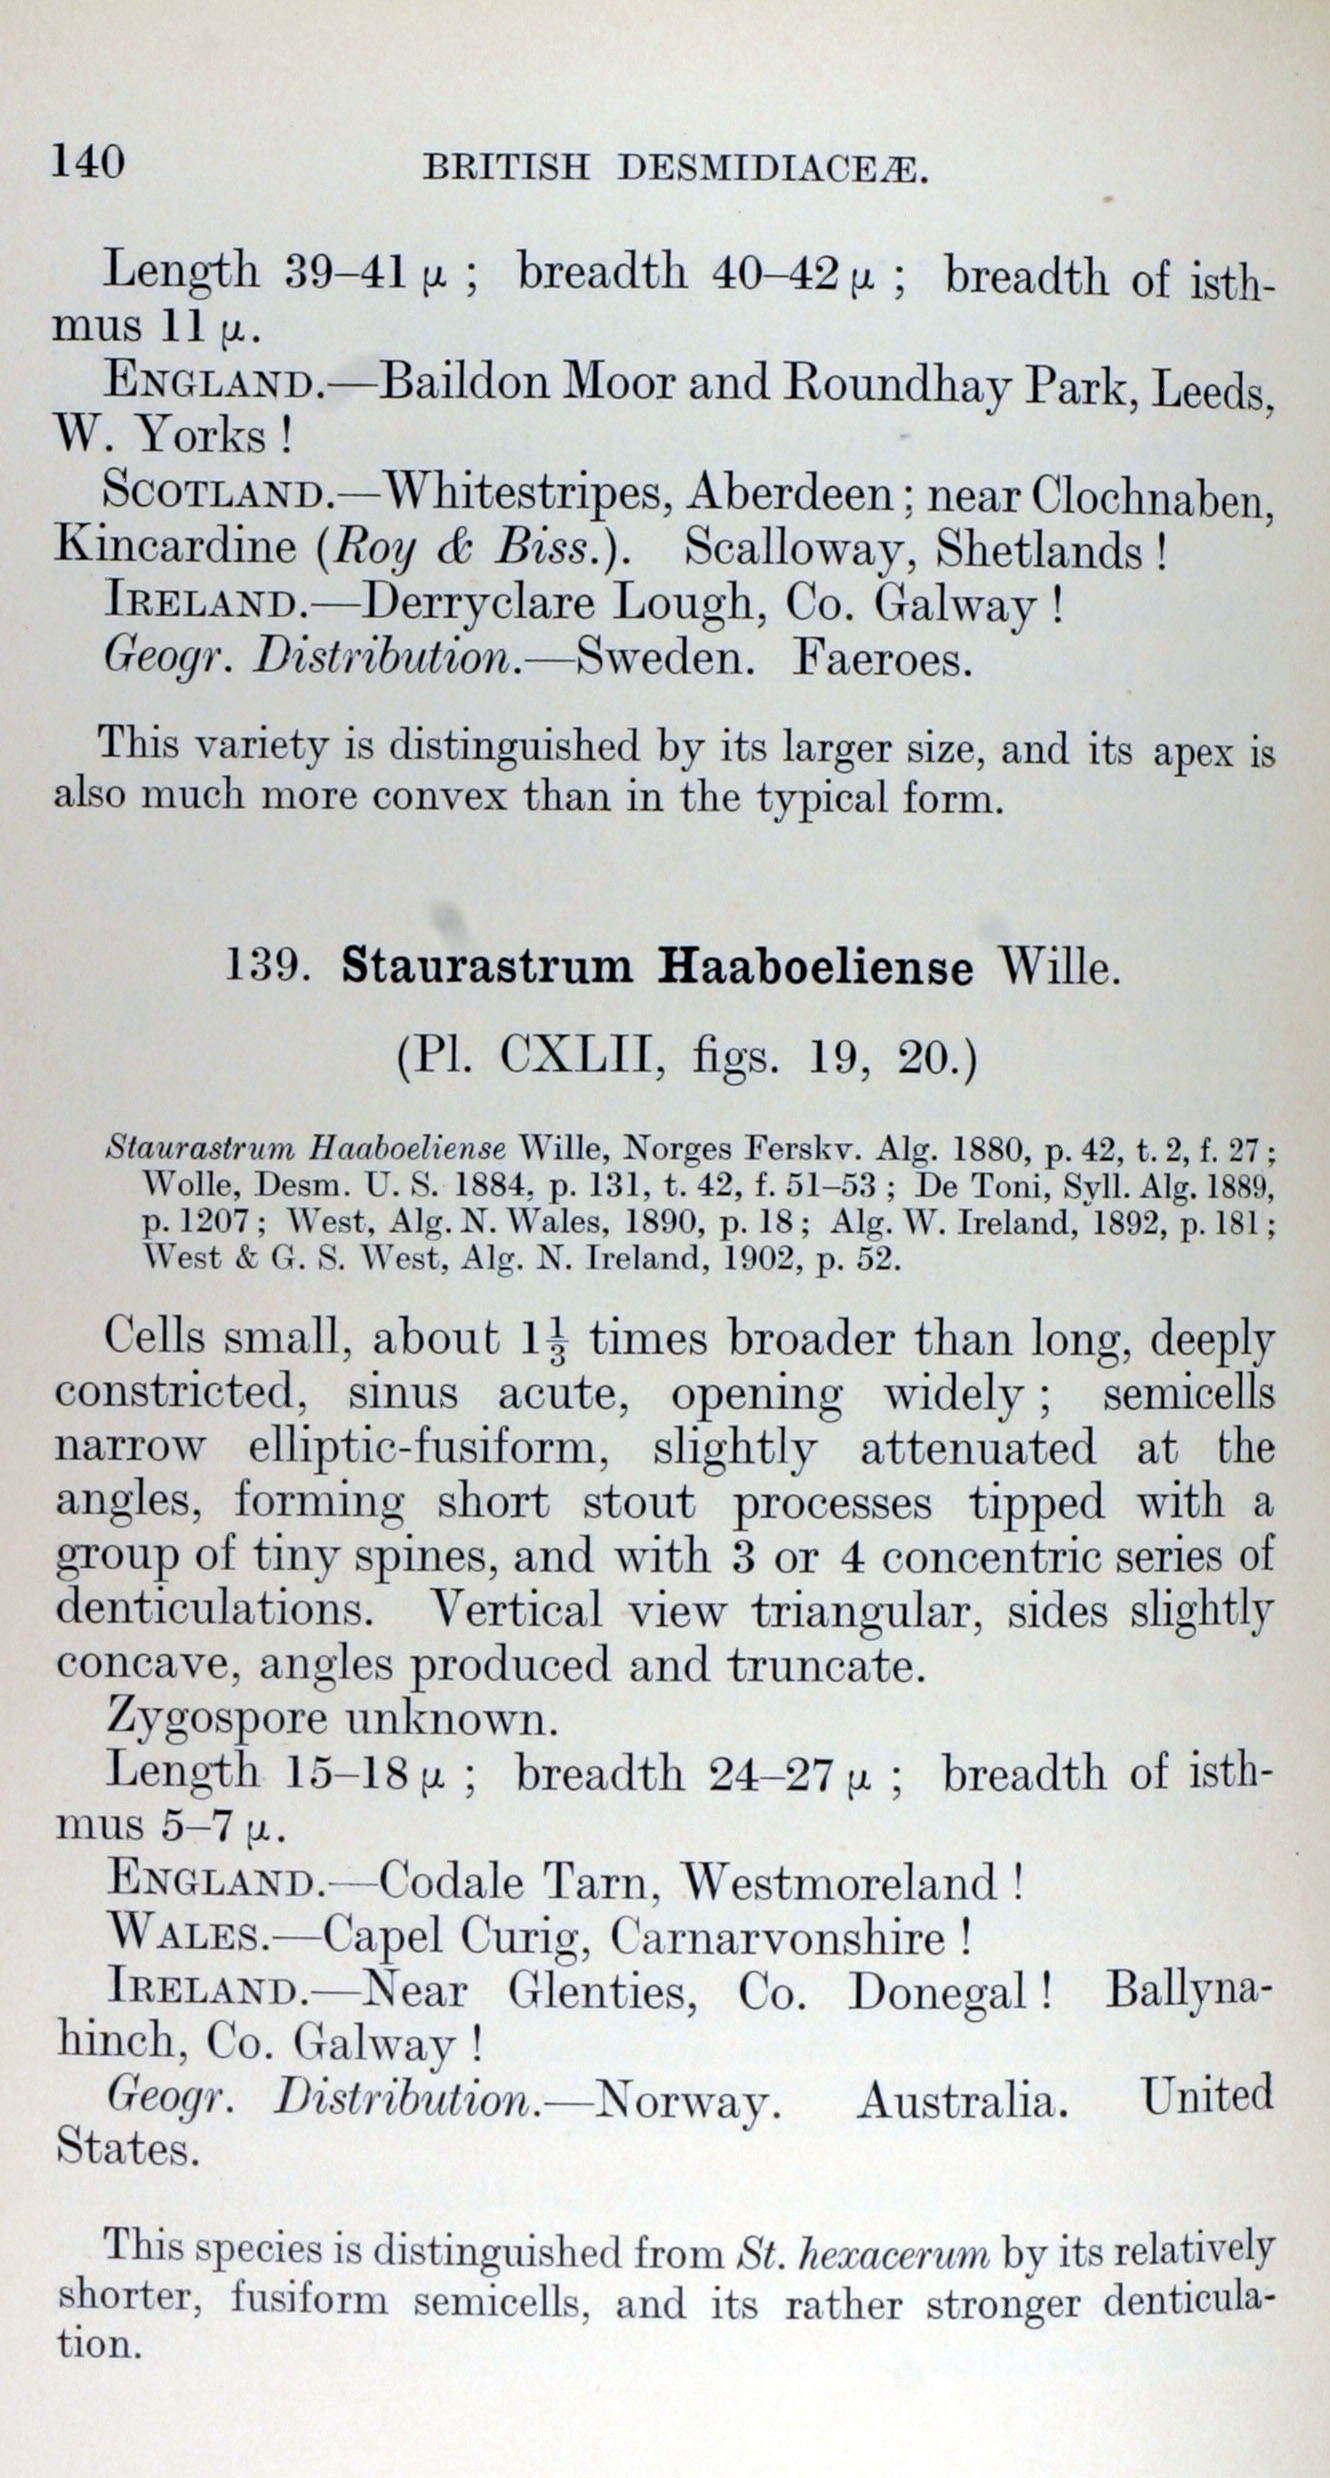 140 BRITISH DESMIDIACEÆ.
Length 39–41 μ ; breadth 40–42 μ ; breadth of isth-
mus 11 μ.
ENGLAND.—Baildon Moor and Roundhay Park, Leeds,
W. Yorks !
SCOTLAND.—Whitestripes, Aberdeen ; near Clochnaben,
Kincardine (Roy & Biss.). Scalloway, Shetlands !
IRELAND.—Derryclare Lough, Co. Galway !
Geogr. Distribution.—Sweden. Faeroes.
This variety is distinguished by its larger size, and its apex is
also much more convex than in the typical form.
139. Staurastrum Haaboeliense Wille.
(Pl. CXLII, figs. 19, 20.)
Staurastrum Haaboeliense Wille, Norges Ferskv. Alg. 1880, p. 42, t. 2, f. 27 ;
Wolle, Desm. U. S. 1884, p. 131, t. 42, f. 51–53 ; De Toni, Syll. Alg. 1889,
p. 1207 ; West, Alg. N. Wales, 1890, p. 18 ; Alg. W. Ireland, 1892, p. 181 ;
West & G. S. West, Alg. N. Ireland, 1902, p. 52.
Cells small, about 1⅓ times broader than long, deeply
constricted, sinus acute, opening widely ; semicells
narrow elliptic-fusiform, slightly attenuated at the
angles, forming short stout processes tipped with a
group of tiny spines, and with 3 or 4 concentric series of
denticulations. Vertical view triangular, sides slightly
concave, angles produced and truncate.
Zygospore unknown.
Length 15–18 μ ; breadth 24–27 μ ; breadth of isth-
mus 5–7 μ.
ENGLAND.—Codale Tarn, Westmoreland !
WALES.—Capel Curig, Carnarvonshire !
IRELAND.—Near Glenties, Co. Donegal ! Ballyna-
hinch, Co. Galway !
Geogr. Distribution.—Norway. Australia. United
States.
This species is distinguished from St. hexacerum by its relatively
shorter, fusiform semicells, and its rather stronger denticula-
tion.